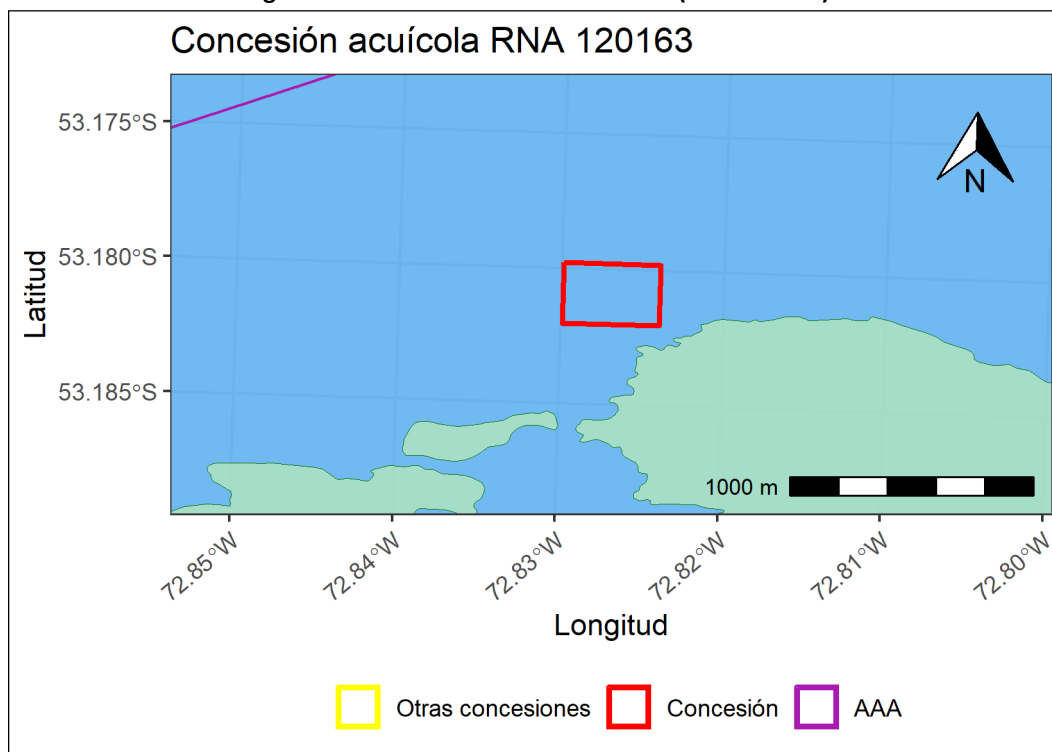 Concesión acuícola RNA 120163
53.175°S
53.180°S
53.185°S
Latitud
N
1000 m
72.85°W
72.84°W
72.83°W
72.82°W
72.81°W
72.80°W
Longitud
Otras concesiones
Concesión
AAA